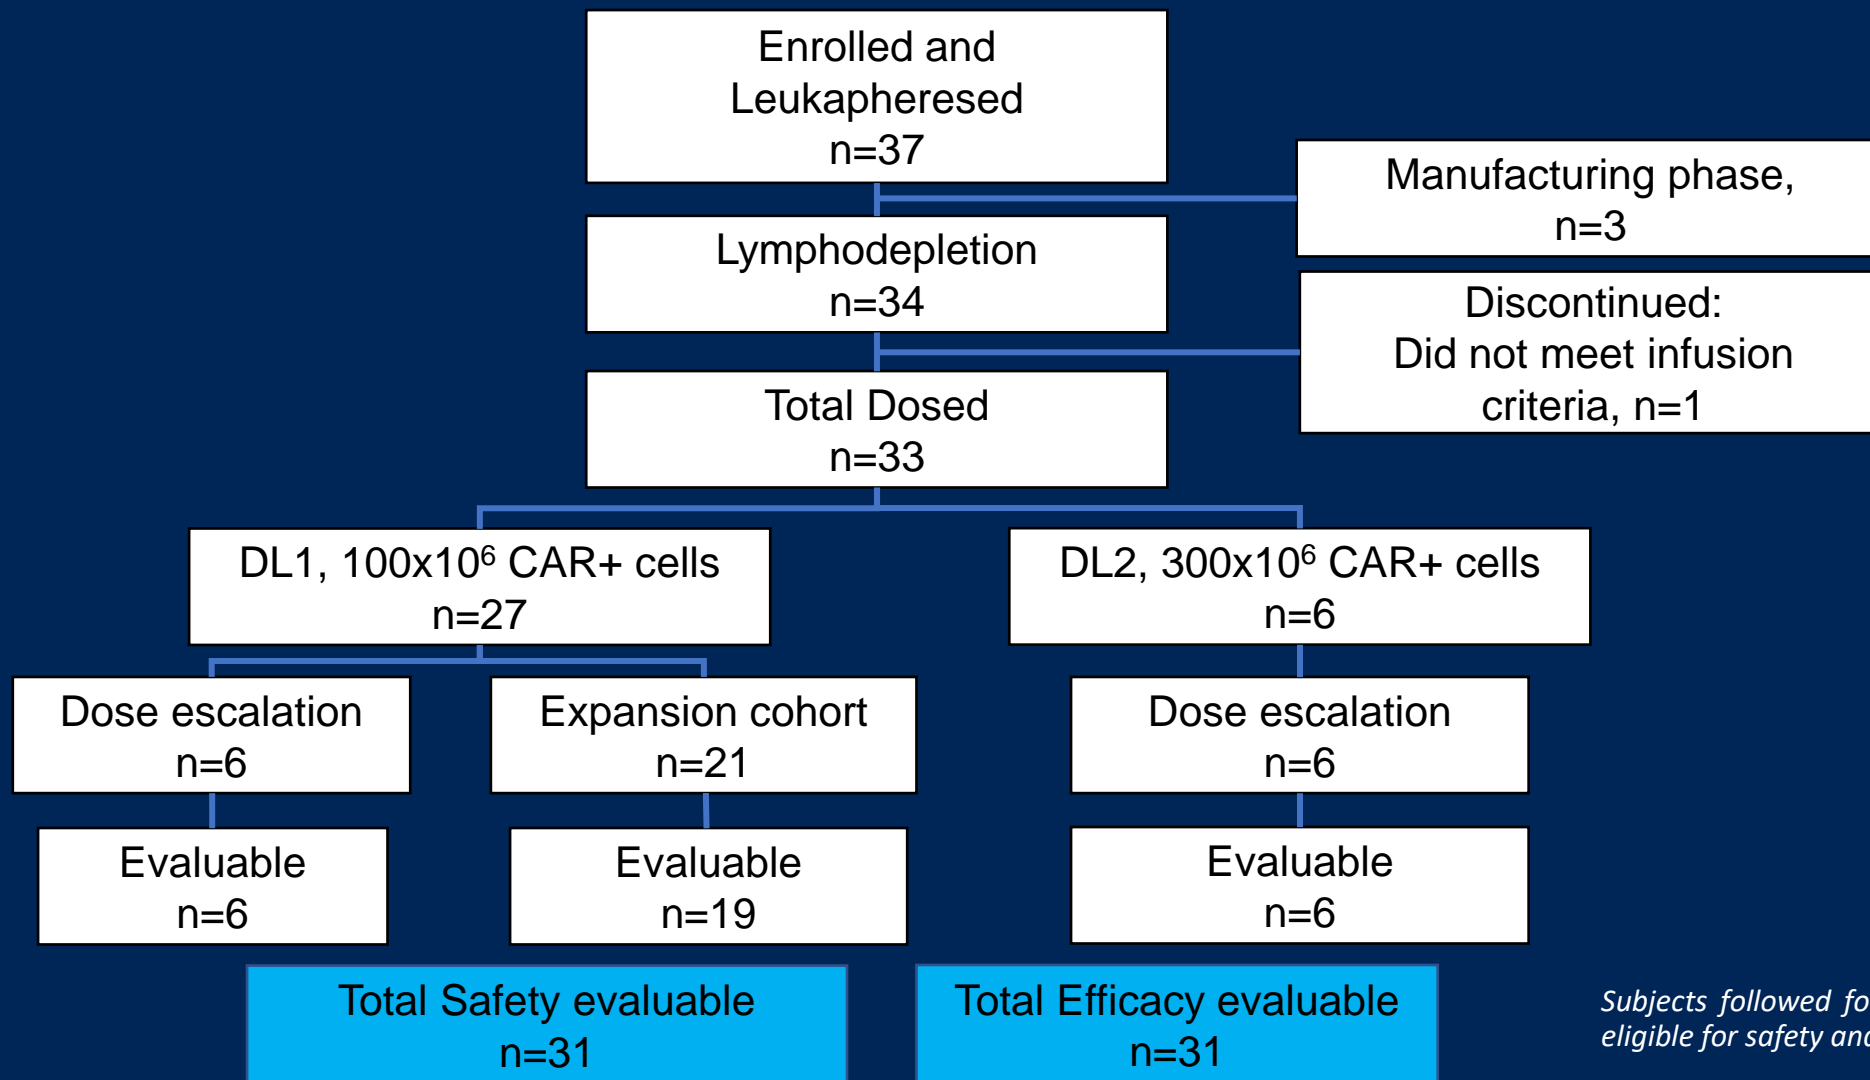 Enrolled and
Leukapheresed
n=37
Manufacturing phase,
n=3
Lymphodepletion
n=34
Discontinued:
Did not meet infusion
criteria, n=1
Total Dosed
n=33
DL1, 100x10⁶ CAR+ cells
n=27
DL2, 300x10⁶ CAR+ cells
n=6
Dose escalation
n=6
Expansion cohort
n=21
Dose escalation
n=6
Evaluable
n=6
Evaluable
n=19
Evaluable
n=6
Total Safety evaluable
n=31
Total Efficacy evaluable
n=31
Subjects followed
eligible for safety